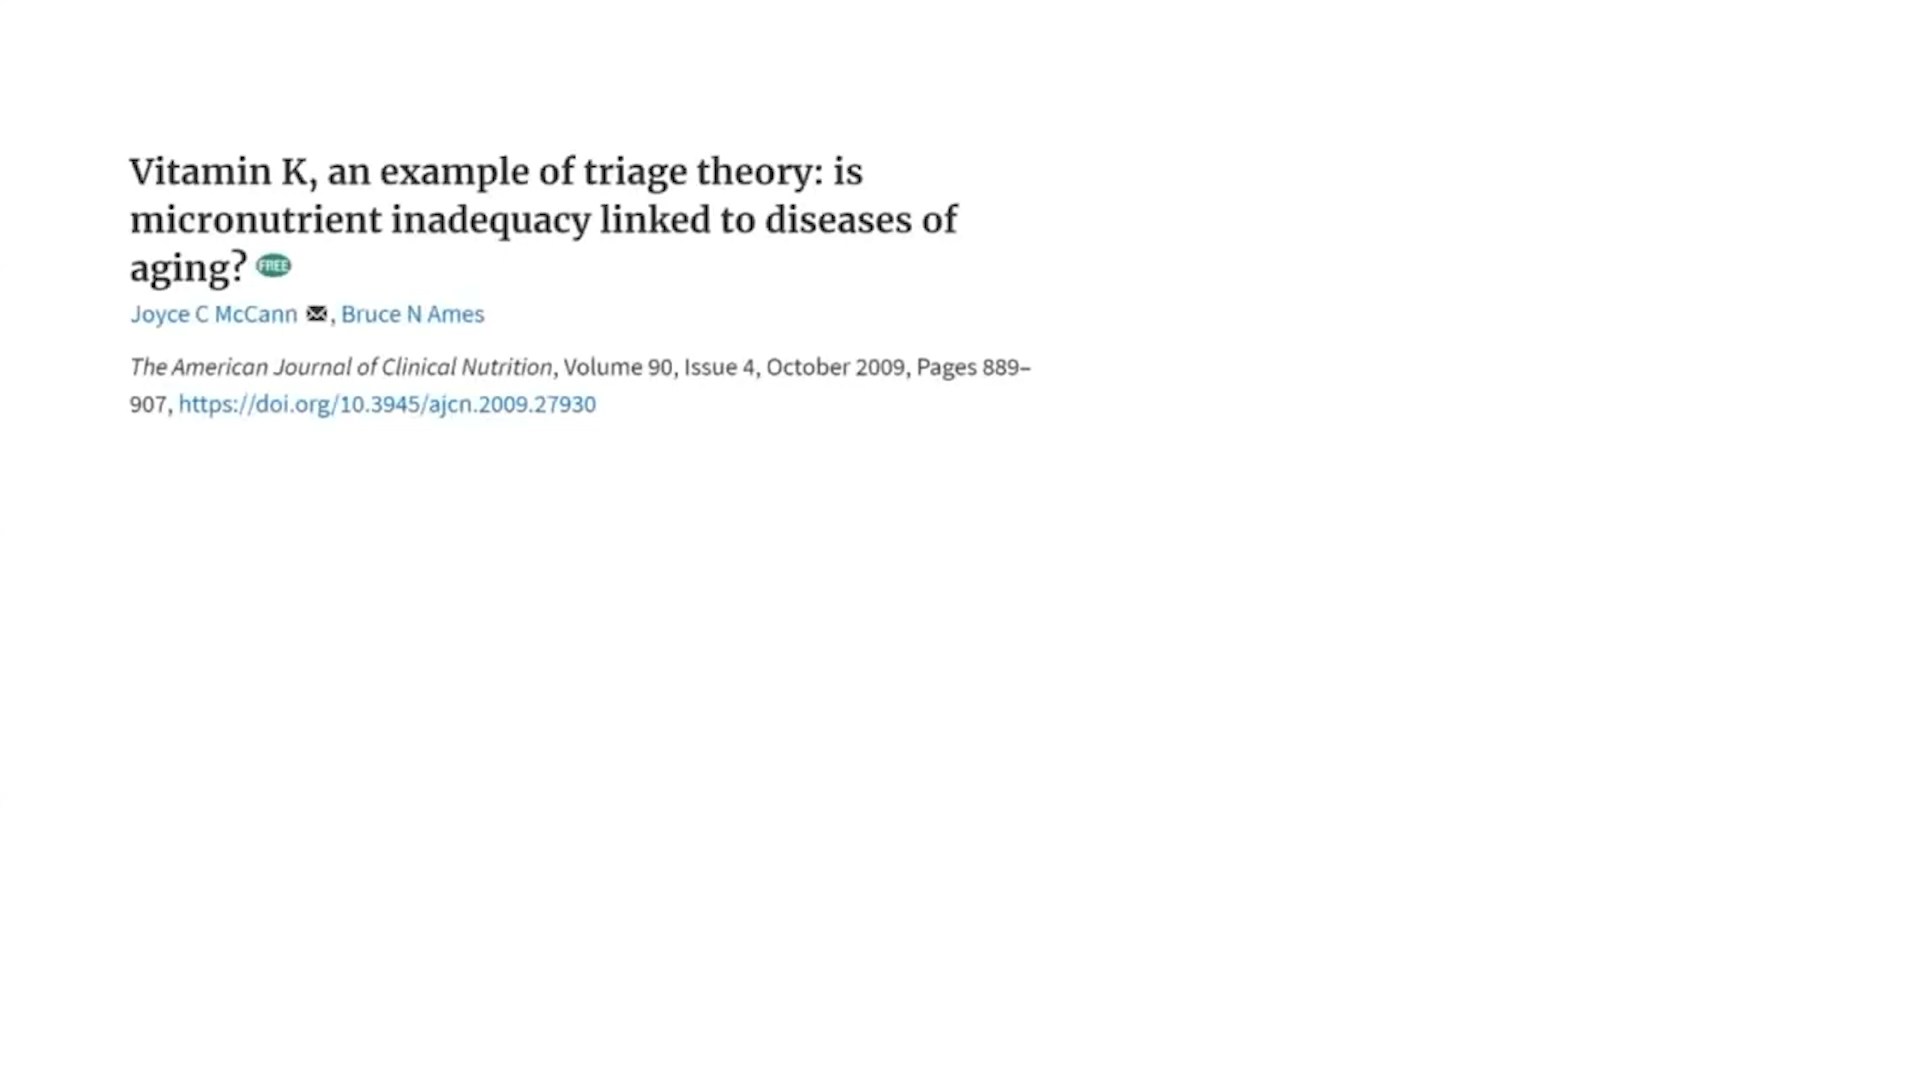 Vitamin K, an example of triage theory: is
micronutrient inadequacy linked to diseases of
aging? FREE
Joyce C McCann , Bruce N Ames
The American Journal of Clinical Nutrition, Volume 90, Issue 4, October 2009, Pages 889–
907, https://doi.org/10.3945/ajcn.2009.27930